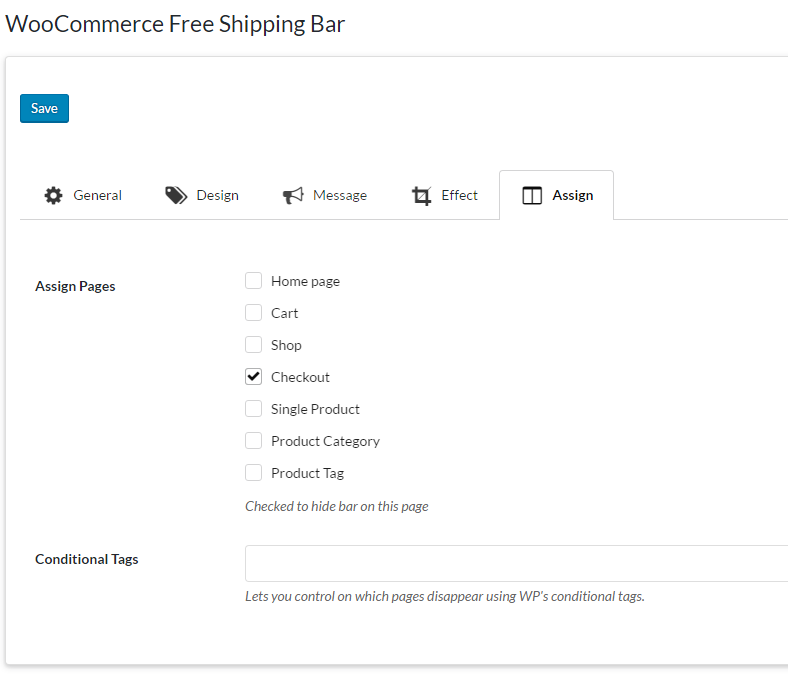 WooCommerce Free Shipping Bar
Save
General Design Message Effect Assign
Assign Pages
Home page
Cart
Shop
Checkout
Single Product
Product Category
Product Tag
Checked to hide bar on this page
Conditional Tags
Lets you control on which pages disappear using WP's conditional tags.